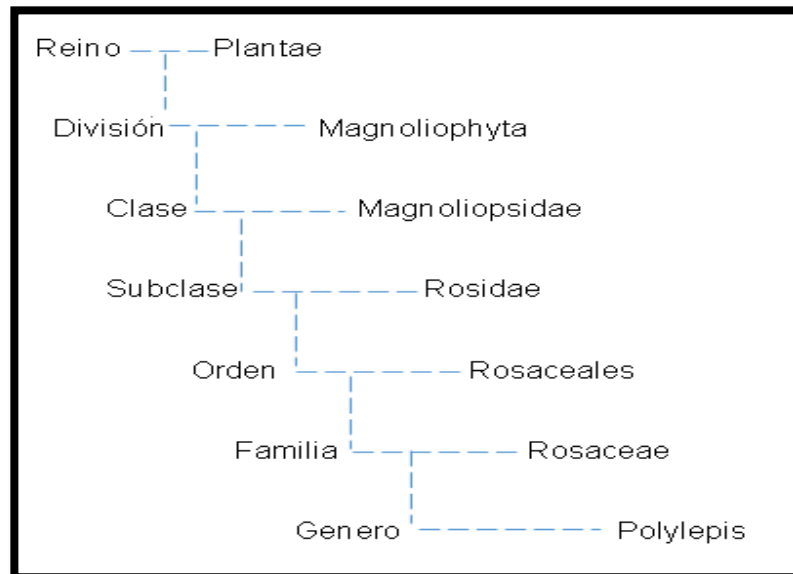 Reino Plantae
División Magnoliophyta
Clase Magnoliopsidae
Subclase Rosidae
Orden Rosaceales
Familia Rosaceae
Genero Polylepis